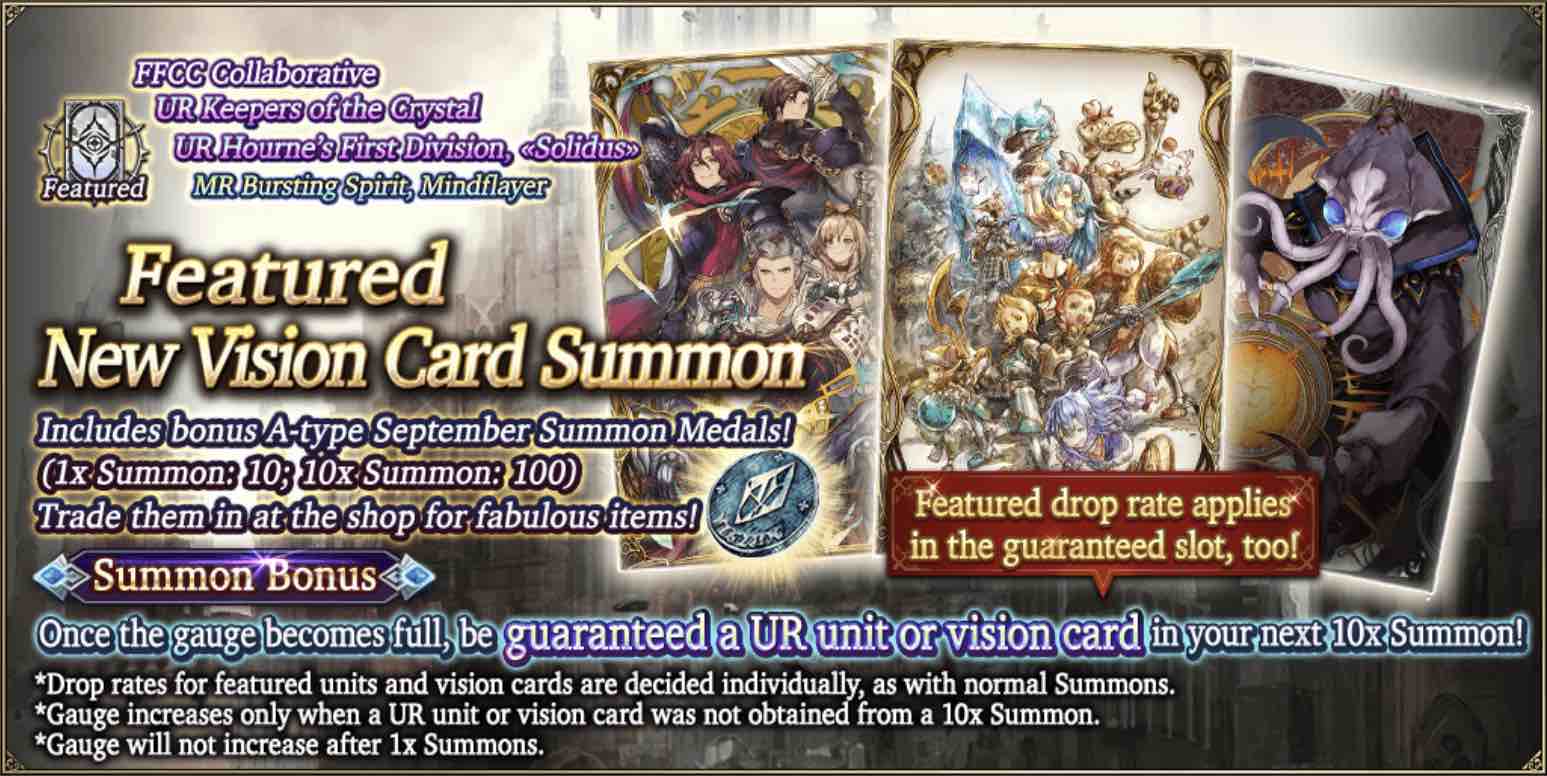 FFCC Collaborative
UR Keepers of the Crystal
UR Hourne's First Division, «Solidus»
MR Bursting Spirit, Mindflayer
Featured
Featured
New Vision Card Summon
Includes bonus A-type September Summon Medals!
(1x Summon: 10; 10x Summon: 100)
Trade them in at the shop for fabulous items!
Featured drop rate applies
in the guaranteed slot, too!
Summon Bonus
Once the gauge becomes full, be guaranteed a UR unit or vision card in your next 10x Summon!
*Drop rates for featured units and vision cards are decided individually, as with normal Summons.
*Gauge increases only when a UR unit or vision card was not obtained from a 10x Summon.
*Gauge will not increase after 1x Summons.